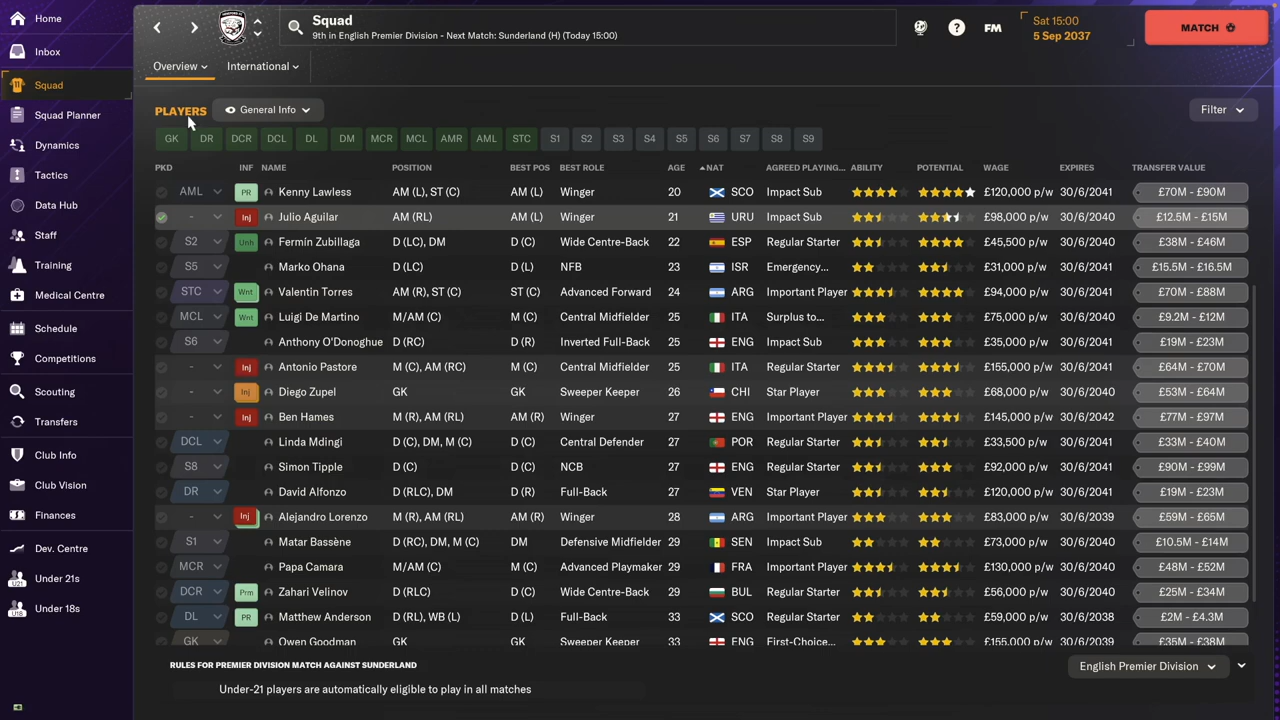 Home
Inbox
Squad
Squad Planner
Dynamics
Tactics
Data Hub
Staff
Training
Medical Centre
Schedule
Competitions
Scouting
Transfers
Club Info
Club Vision
Finances
Dev. Centre
U21 Under 21s
U18 Under 18s
Squad
9th in English Premier Division - Next Match: Sunderland (H) (Today 15:00)
? FM
Sat 15:00
5 Sep 2037
MATCH
Overview International
PLAYERS General Info Filter
GK DR DCR DCL DL DM MCR MCL AMR AML STC S1 S2 S3 S4 S5 S6 S7 S8 S9
PKD INF NAME POSITION BEST POS BEST ROLE AGE NAT AGREED PLAYING... ABILITY POTENTIAL WAGE EXPIRES TRANSFER VALUE
AML PR Kenny Lawless AM (L), ST (C) AM (L) Winger 20 SCO Impact Sub £120,000 p/w 30/6/2041 £70M - £90M
- Inj Julio Aguilar AM (RL) AM (L) Winger 21 URU Impact Sub £98,000 p/w 30/6/2040 £12.5M - £15M
S2 Unh Fermín Zubillaga D (LC), DM D (C) Wide Centre-Back 22 ESP Regular Starter £45,500 p/w 30/6/2040 £38M - £46M
S5 Marko Ohana D (LC) D (L) NFB 23 ISR Emergency... £31,000 p/w 30/6/2041 £15.5M - £16.5M
STC Wnt Valentin Torres AM (R), ST (C) ST (C) Advanced Forward 24 ARG Important Player £94,000 p/w 30/6/2041 £70M - £88M
MCL Wnt Luigi De Martino M/AM (C) M (C) Central Midfielder 25 ITA Surplus to... £75,000 p/w 30/6/2040 £9.2M - £12M
S6 Anthony O'Donoghue D (RC) D (R) Inverted Full-Back 25 ENG Impact Sub £35,000 p/w 30/6/2041 £19M - £23M
- Inj Antonio Pastore M (C), AM (RC) M (C) Central Midfielder 25 ITA Regular Starter £155,000 p/w 30/6/2041 £64M - £70M
- Inj Diego Zupel GK GK Sweeper Keeper 26 CHI Star Player £68,000 p/w 30/6/2040 £53M - £64M
- Inj Ben Hames M (R), AM (RL) AM (R) Winger 27 ENG Important Player £145,000 p/w 30/6/2042 £77M - £97M
DCL Linda Mdingi D (C), DM, M (C) D (C) Central Defender 27 POR Regular Starter £33,500 p/w 30/6/2041 £33M - £40M
S8 Simon Tipple D (C) D (C) NCB 27 ENG Regular Starter £92,000 p/w 30/6/2041 £90M - £99M
DR David Alfonzo D (RLC), DM D (R) Full-Back 27 VEN Star Player £120,000 p/w 30/6/2041 £19M - £23M
- Inj Alejandro Lorenzo M (R), AM (RL) AM (R) Winger 28 ARG Important Player £83,000 p/w 30/6/2039 £59M - £65M
S1 Matar Bassène D (RC), DM, M (C) DM Defensive Midfielder 29 SEN Impact Sub £73,000 p/w 30/6/2040 £10.5M - £14M
MCR Papa Camara M/AM (C) M (C) Advanced Playmaker 29 FRA Important Player £130,000 p/w 30/6/2040 £48M - £52M
DCR Prm Zahari Velinov D (RLC) D (C) Wide Centre-Back 29 BUL Regular Starter £56,000 p/w 30/6/2040 £25M - £34M
DL PR Matthew Anderson D (RL), WB (L) D (L) Full-Back 33 SCO Regular Starter £59,000 p/w 30/6/2038 £2M - £4.3M
GK Owen Goodman GK GK Sweeper Keeper 33 ENG First-Choice... £155,000 p/w 30/6/2039 £35M - £38M
RULES FOR PREMIER DIVISION MATCH AGAINST SUNDERLAND English Premier Division
Under-21 players are automatically eligible to play in all matches